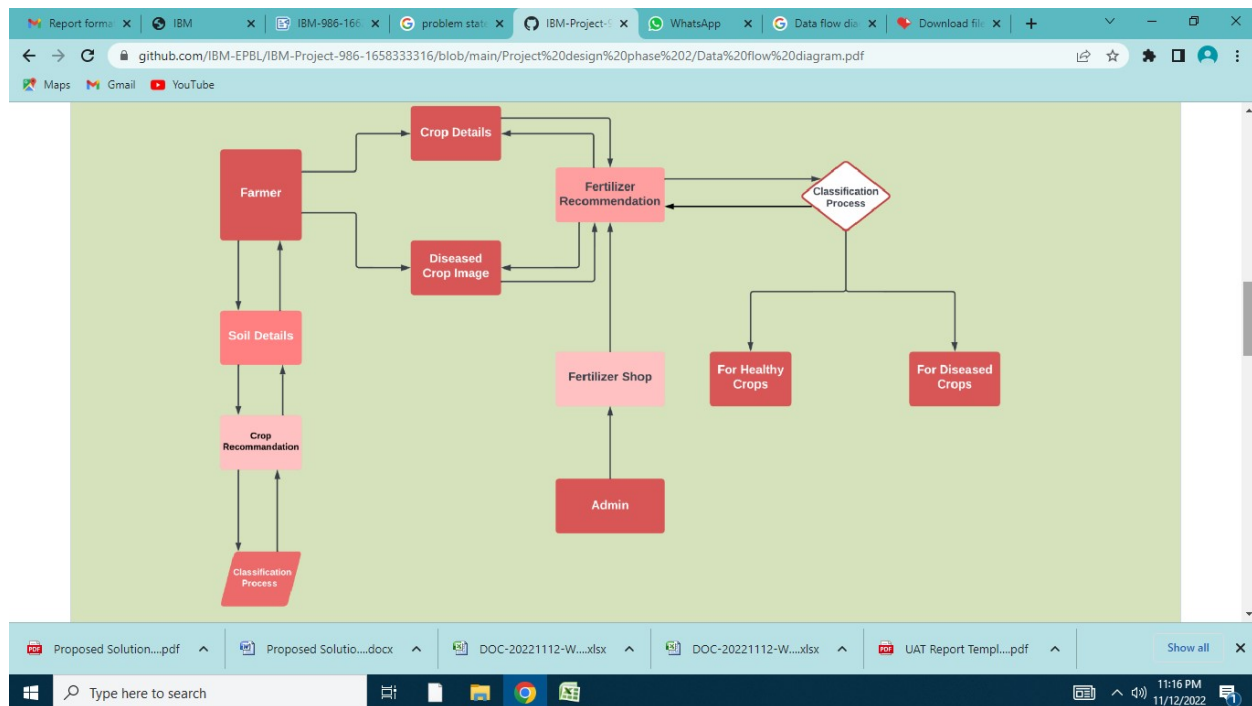 Report forma
IBM
IBM-986-166
problem stat
IBM-Project-9
WhatsApp
Data flow dia
Download file
github.com/IBM-EPBL/IBM-Project-986-1658333316/blob/main/Project%20design%20phase%202/Data%20flow%20diagram.pdf
Maps
Gmail
YouTube
Crop Details
Farmer
Fertilizer
Recommendation
Classification
Process
Diseased
Crop Image
Soil Details
Fertilizer Shop
For Healthy
Crops
For Diseased
Crops
Crop
Recommandation
Admin
Classification
Process
Proposed Solution....pdf
Proposed Solutio....docx
DOC-20221112-W....xlsx
DOC-20221112-W....xlsx
UAT Report Templ....pdf
Show all
Type here to search
11:16 PM
11/12/2022
1